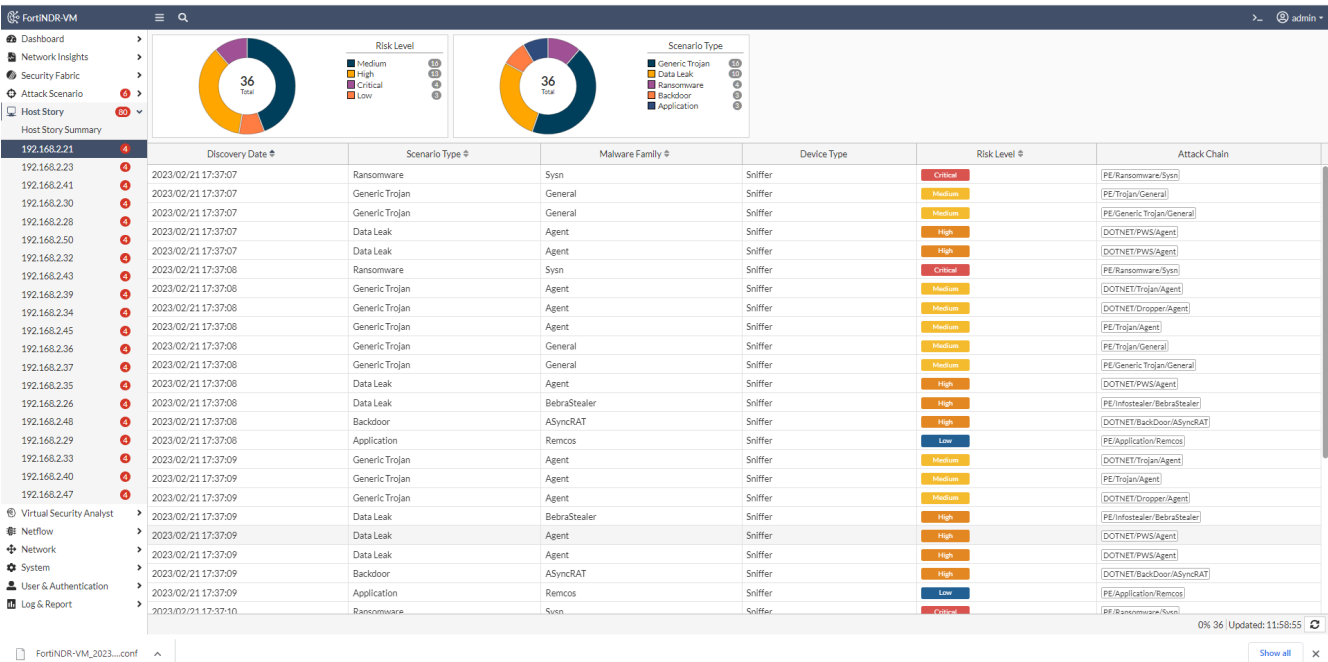 FortiNDR-VM
>_ admin
Dashboard
Network Insights
Security Fabric
Attack Scenario 6
Host Story 80
Host Story Summary
192.168.2.21 4
192.168.2.23 4
192.168.2.41 4
192.168.2.30 4
192.168.2.28 4
192.168.2.50 4
192.168.2.32 4
192.168.2.43 4
192.168.2.39 4
192.168.2.34 4
192.168.2.45 4
192.168.2.36 4
192.168.2.37 4
192.168.2.35 4
192.168.2.26 4
192.168.2.48 4
192.168.2.29 4
192.168.2.33 4
192.168.2.40 4
192.168.2.47 4
Virtual Security Analyst
Netflow
Network
System
User & Authentication
Log & Report
36
Total
Risk Level
Medium 16
High 13
Critical 4
Low 3
36
Total
Scenario Type
Generic Trojan 16
Data Leak 10
Ransomware 4
Backdoor 3
Application 3
Discovery Date Scenario Type Malware Family Device Type Risk Level Attack Chain
2023/02/21 17:37:07 Ransomware Sysn Sniffer Critical PE/Ransomware/Sysn
2023/02/21 17:37:07 Generic Trojan General Sniffer Medium PE/Trojan/General
2023/02/21 17:37:07 Generic Trojan General Sniffer Medium PE/Generic Trojan/General
2023/02/21 17:37:07 Data Leak Agent Sniffer High DOTNET/PWS/Agent
2023/02/21 17:37:07 Data Leak Agent Sniffer High DOTNET/PWS/Agent
2023/02/21 17:37:08 Ransomware Sysn Sniffer Critical PE/Ransomware/Sysn
2023/02/21 17:37:08 Generic Trojan Agent Sniffer Medium DOTNET/Trojan/Agent
2023/02/21 17:37:08 Generic Trojan Agent Sniffer Medium DOTNET/Dropper/Agent
2023/02/21 17:37:08 Generic Trojan Agent Sniffer Medium PE/Trojan/Agent
2023/02/21 17:37:08 Generic Trojan General Sniffer Medium PE/Trojan/General
2023/02/21 17:37:08 Generic Trojan General Sniffer Medium PE/Generic Trojan/General
2023/02/21 17:37:08 Data Leak Agent Sniffer High DOTNET/PWS/Agent
2023/02/21 17:37:08 Data Leak BebraStealer Sniffer High PE/Infostealer/BebraStealer
2023/02/21 17:37:08 Backdoor ASyncRAT Sniffer High DOTNET/BackDoor/ASyncRAT
2023/02/21 17:37:08 Application Remcos Sniffer Low PE/Application/Remcos
2023/02/21 17:37:09 Generic Trojan Agent Sniffer Medium DOTNET/Trojan/Agent
2023/02/21 17:37:09 Generic Trojan Agent Sniffer Medium PE/Trojan/Agent
2023/02/21 17:37:09 Generic Trojan Agent Sniffer Medium DOTNET/Dropper/Agent
2023/02/21 17:37:09 Data Leak BebraStealer Sniffer High PE/Infostealer/BebraStealer
2023/02/21 17:37:09 Data Leak Agent Sniffer High DOTNET/PWS/Agent
2023/02/21 17:37:09 Data Leak Agent Sniffer High DOTNET/PWS/Agent
2023/02/21 17:37:09 Backdoor ASyncRAT Sniffer High DOTNET/BackDoor/ASyncRAT
2023/02/21 17:37:09 Application Remcos Sniffer Low PE/Application/Remcos
2023/02/21 17:37:10 Ransomware Sysn Sniffer Critical PE/Ransomware/Sysn
0% 36 Updated: 11:58:55
FortiNDR-VM_2023....conf
Show all